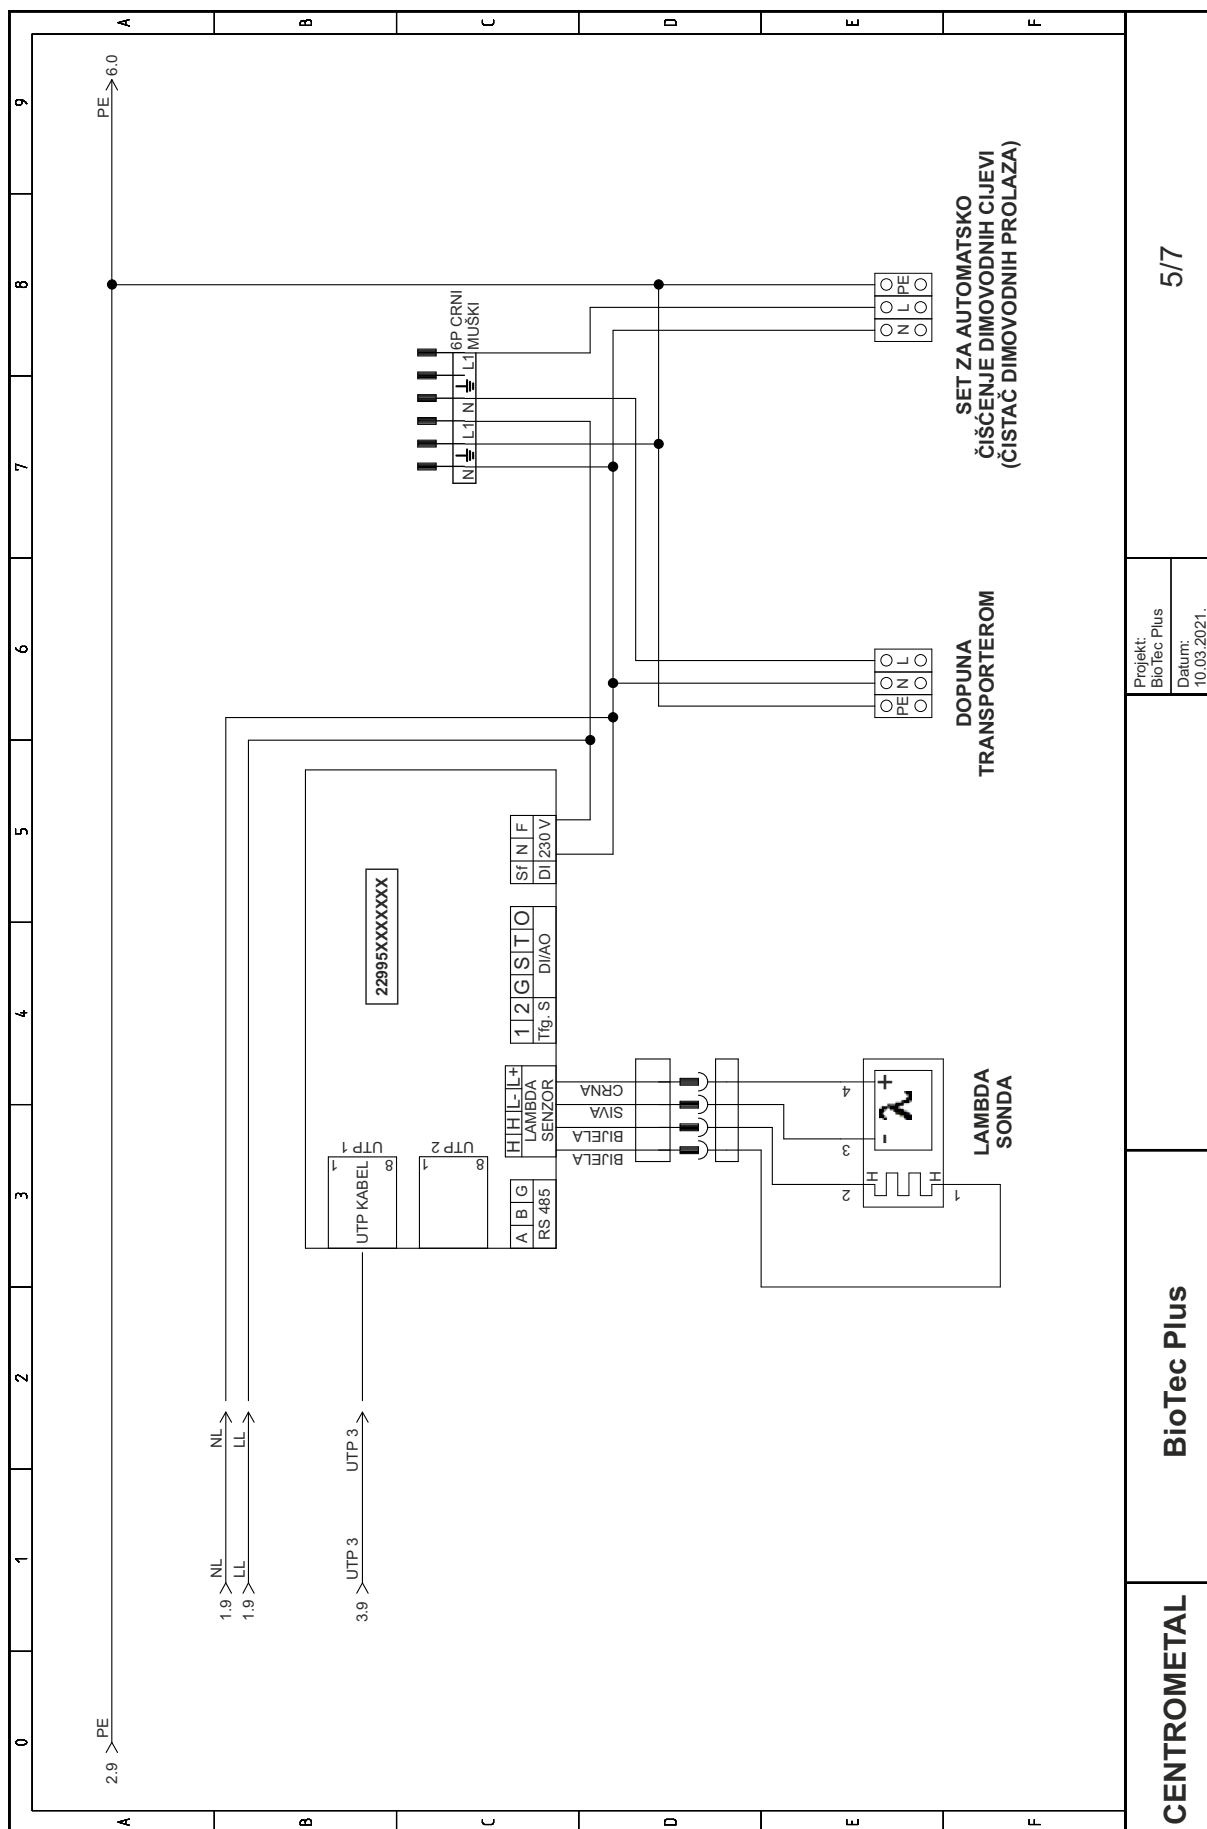 0 1 2 3 4 5 6 7 8 9
A
B
C
D
E
F
A
B
C
D
E
F
2.9 PE
PE 6.0
1.9 NL NL
1.9 LL LL
3.9 UTP 3 UTP 3
22995XXXXXXX
UTP KABEL
1
8
UTP 1
1
8
UTP 2
A B G
RS 485
H H L- L+
LAMBDA
SENZOR
1 2 G S T O
Tfg. S DI/AO
Sf N F
DI 230 V
BIJELA
BIJELA
SIVA
CRNA
1
2
3
4
H
H
- λ +
LAMBDA
SONDA
N L1 N L1
6P CRNI
MUŠKI
PE N L
DOPUNA
TRANSPORTEROM
N L PE
SET ZA AUTOMATSKO
ČIŠĆENJE DIMOVODNIH CIJEVI
(ČISTAČ DIMOVODNIH PROLAZA)
CENTROMETAL
BioTec Plus
Projekt:
BioTec Plus
Datum:
10.03.2021.
5/7